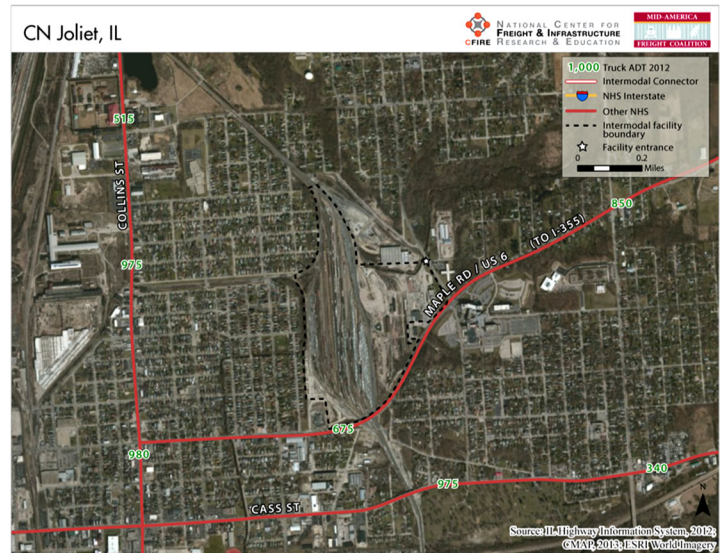 CN Joliet, IL
CFIRE
NATIONAL CENTER FOR
FREIGHT & INFRASTRUCTURE
RESEARCH & EDUCATION
MID-AMERICA
FREIGHT COALITION
1,000 Truck ADT 2012
Intermodal Connector
NHS Interstate
Other NHS
Intermodal facility
boundary
Facility entrance
0 0.2
Miles
515
COLLINS ST
975
850
MAPLE RD / US 6 (TO I-355)
675
980
975
340
CASS ST
N
Source: IL Highway Information System, 2012;
CMAP, 2013; ESRI World Imagery